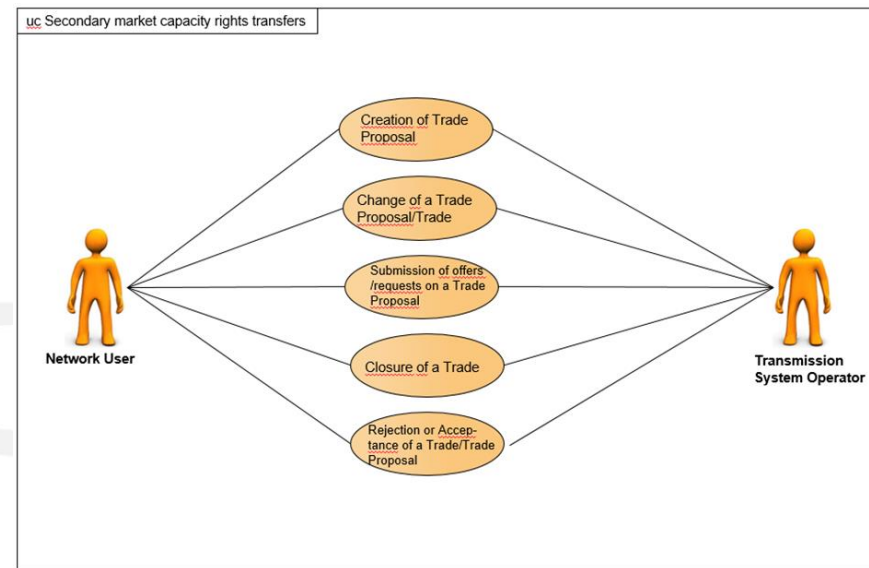 uc Secondary market capacity rights transfers
Creation of Trade
Proposal
Change of a Trade
Proposal/Trade
Submission of offers
/requests on a Trade
Proposal
Network User
Transmission
System Operator
Closure of a Trade
Rejection or Accep-
tance of a Trade/Trade
Proposal